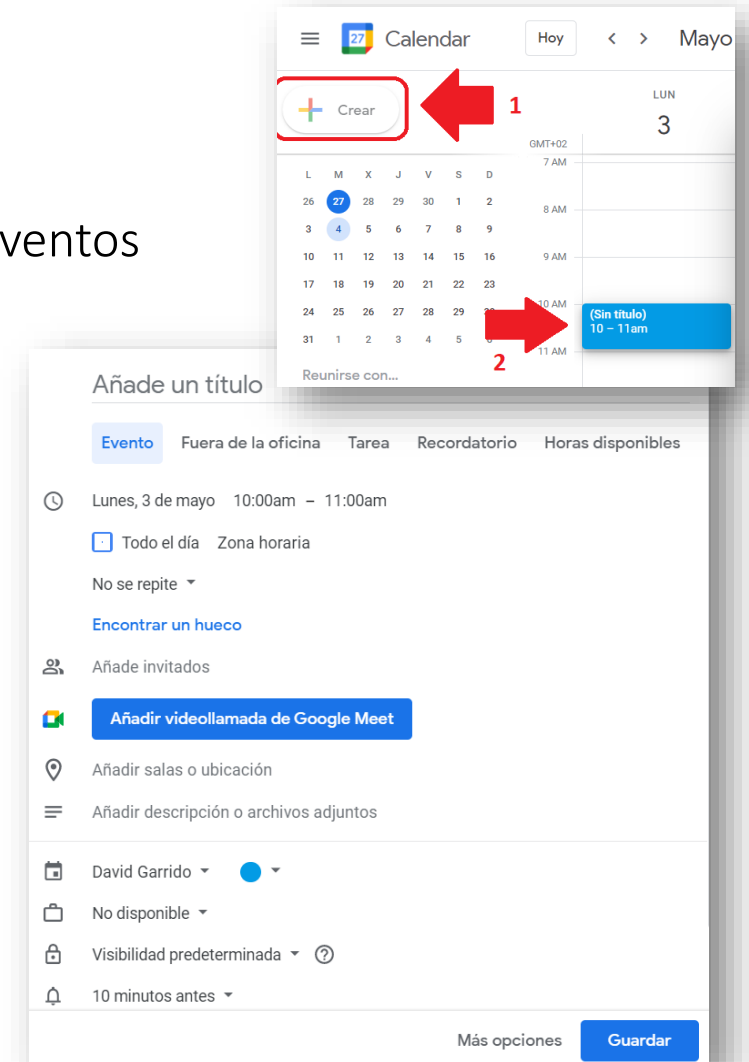 27 Calendar Hoy < > Mayo
Crear 1
LUN
3
GMT+02
7 AM
L M X J V S D
26 27 28 29 30 1 2
8 AM
3 4 5 6 7 8 9
ventos
10 11 12 13 14 15 16
9 AM
17 18 19 20 21 22 23
24 25 26 27 28 29
10 AM
(Sin título)
10 – 11am
31 1 2 3 4 5
2
11 AM
Reunirse con...
Añade un título
Evento Fuera de la oficina Tarea Recordatorio Horas disponibles
Lunes, 3 de mayo 10:00am – 11:00am
Todo el día Zona horaria
No se repite
Encontrar un hueco
Añade invitados
Añadir videollamada de Google Meet
Añadir salas o ubicación
Añadir descripción o archivos adjuntos
David Garrido
No disponible
Visibilidad predeterminada ?
10 minutos antes
Más opciones Guardar